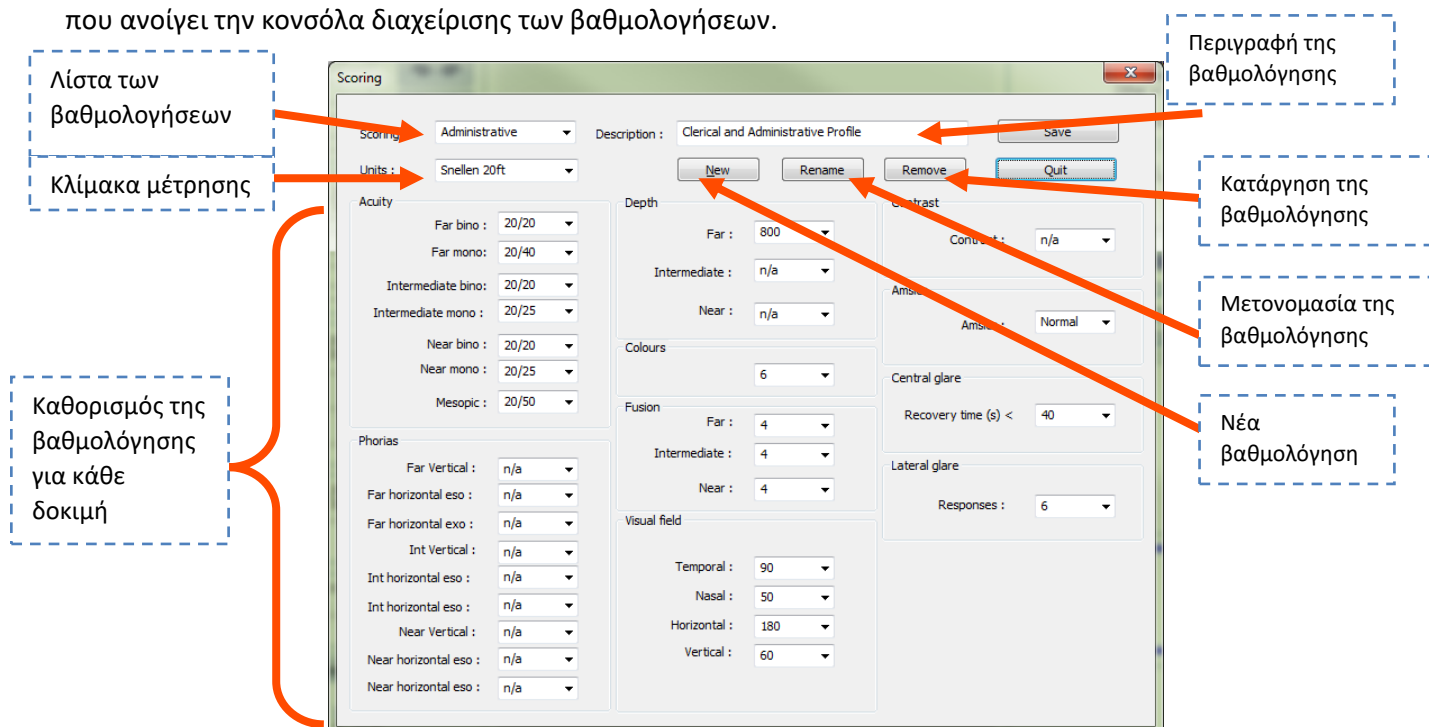 που ανοίγει την κονσόλα διαχείρισης των βαθμολογήσεων.
Λίστα των
βαθμολογήσεων
Κλίμακα μέτρησης
Καθορισμός της
βαθμολόγησης
για κάθε
δοκιμή
Scoring
Scoring
Administrative
Description :
Clerical and Administrative Profile
Save
Units :
Snellen 20ft
New
Rename
Remove
Quit
Acuity
Far bino : 20/20
Far mono: 20/40
Intermediate bino: 20/20
Intermediate mono : 20/25
Near bino : 20/20
Near mono : 20/25
Mesopic : 20/50
Phorias
Far Vertical : n/a
Far horizontal eso : n/a
Far horizontal exo : n/a
Int Vertical : n/a
Int horizontal eso : n/a
Int horizontal eso : n/a
Near Vertical : n/a
Near horizontal eso : n/a
Near horizontal eso : n/a
Depth
Far : 800
Intermediate : n/a
Near : n/a
Colours
6
Fusion
Far : 4
Intermediate : 4
Near : 4
Visual field
Temporal : 90
Nasal : 50
Horizontal : 180
Vertical : 60
Contrast
Contrast : n/a
Amsler
Amsler : Normal
Central glare
Recovery time (s) < 40
Lateral glare
Responses : 6
Περιγραφή της
βαθμολόγησης
Κατάργηση της
βαθμολόγησης
Μετονομασία της
βαθμολόγησης
Νέα
βαθμολόγηση